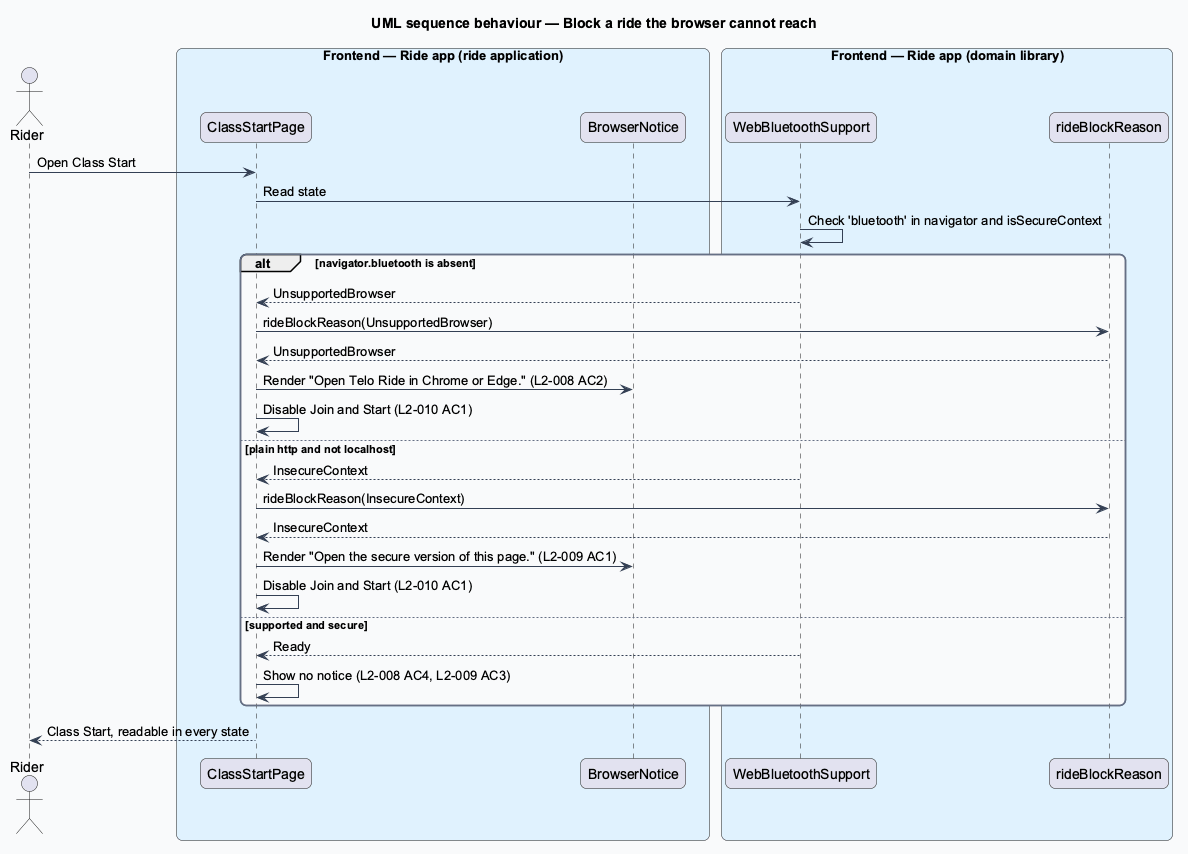 UML sequence behaviour — Block a ride the browser cannot reach
Frontend — Ride app (ride application)
Frontend — Ride app (domain library)
Rider
ClassStartPage
BrowserNotice
WebBluetoothSupport
rideBlockReason
Open Class Start
Read state
Check 'bluetooth' in navigator and isSecureContext
alt
[navigator.bluetooth is absent]
UnsupportedBrowser
rideBlockReason(UnsupportedBrowser)
UnsupportedBrowser
Render "Open Telo Ride in Chrome or Edge." (L2-008 AC2)
Disable Join and Start (L2-010 AC1)
[plain http and not localhost]
InsecureContext
rideBlockReason(InsecureContext)
InsecureContext
Render "Open the secure version of this page." (L2-009 AC1)
Disable Join and Start (L2-010 AC1)
[supported and secure]
Ready
Show no notice (L2-008 AC4, L2-009 AC3)
Class Start, readable in every state
Rider
ClassStartPage
BrowserNotice
WebBluetoothSupport
rideBlockReason